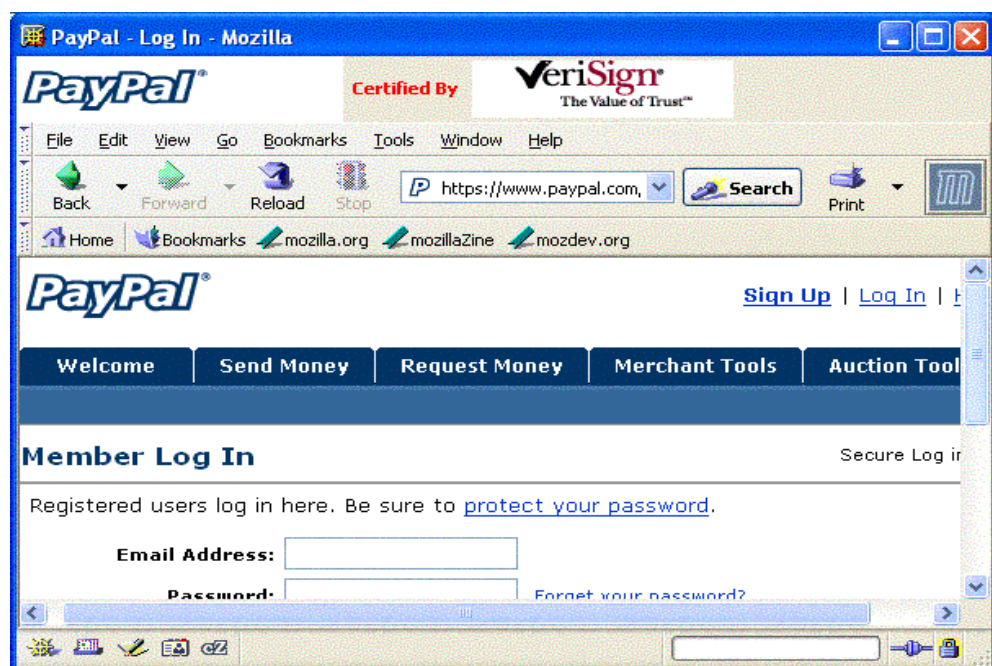 PayPal - Log In - Mozilla
PayPal® Certified By VeriSign®
The Value of Trust℠
File Edit View Go Bookmarks Tools Window Help
https://www.paypal.com, Search
Back Forward Reload Stop Print
Home Bookmarks mozilla.org mozillaZine mozdev.org
PayPal®
Sign Up | Log In |
Welcome Send Money Request Money Merchant Tools Auction Tool
Member Log In Secure Log in
Registered users log in here. Be sure to protect your password.
Email Address:
Password: Forget your password?